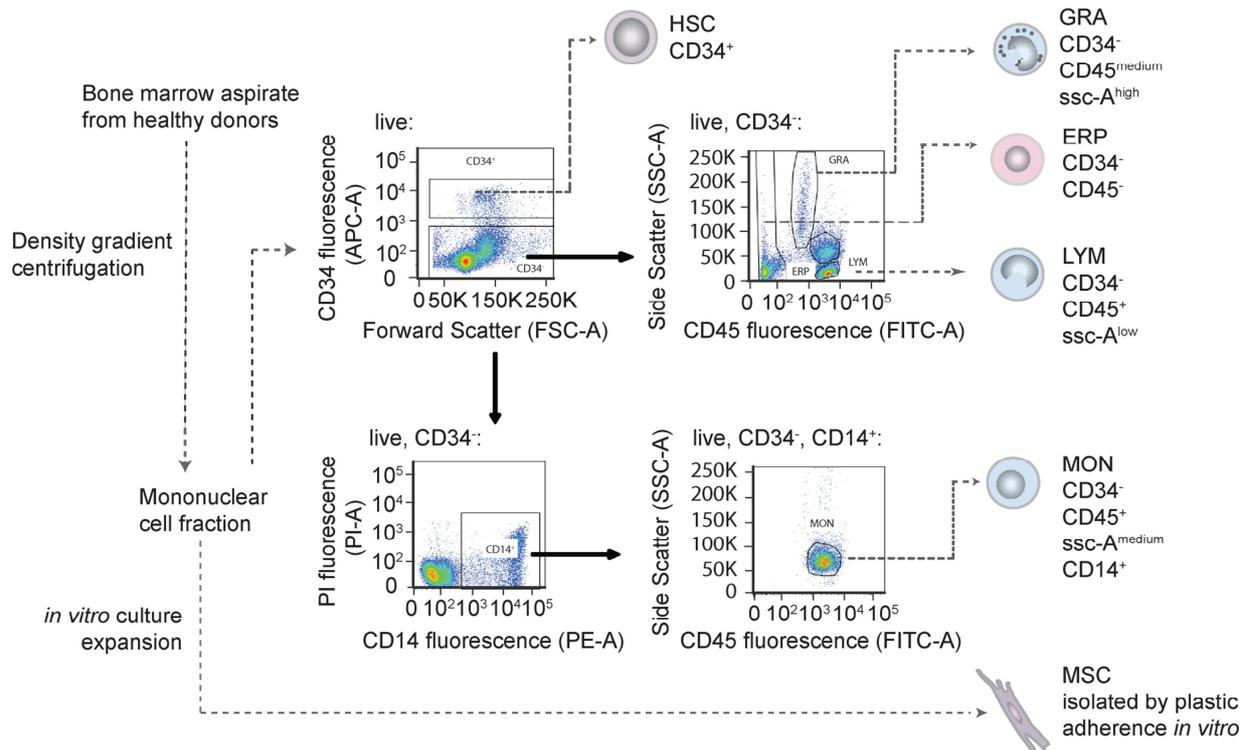 HSC
CD34⁺
GRA
CD34⁻
CD45ᵐᵉᵈⁱᵘᵐ
ssc-Aʰⁱᵍʰ
ERP
CD34⁻
CD45⁻
LYM
CD34⁻
CD45⁺
ssc-Aˡᵒʷ
Bone marrow aspirate
from healthy donors
Density gradient
centrifugation
Mononuclear
cell fraction
in vitro culture
expansion
live:
CD34 fluorescence
(APC-A)
10⁵
10⁴
10³
10²
0
CD34⁺
CD34⁻
0 50K 150K 250K
Forward Scatter (FSC-A)
live, CD34⁻:
Side Scatter (SSC-A)
250K
200K
150K
100K
50K
0
GRA
ERP
LYM
0 10² 10³ 10⁴ 10⁵
CD45 fluorescence (FITC-A)
live, CD34⁻:
PI fluorescence
(PI-A)
10⁵
10⁴
10³
10²
0
CD14⁺
0 10² 10³ 10⁴ 10⁵
CD14 fluorescence (PE-A)
live, CD34⁻, CD14⁺:
Side Scatter (SSC-A)
250K
200K
150K
100K
50K
0
MON
0 10² 10³ 10⁴ 10⁵
CD45 fluorescence (FITC-A)
MON
CD34⁻
CD45⁺
ssc-Aᵐᵉᵈⁱᵘᵐ
CD14⁺
MSC
isolated by plastic
adherence in vitro